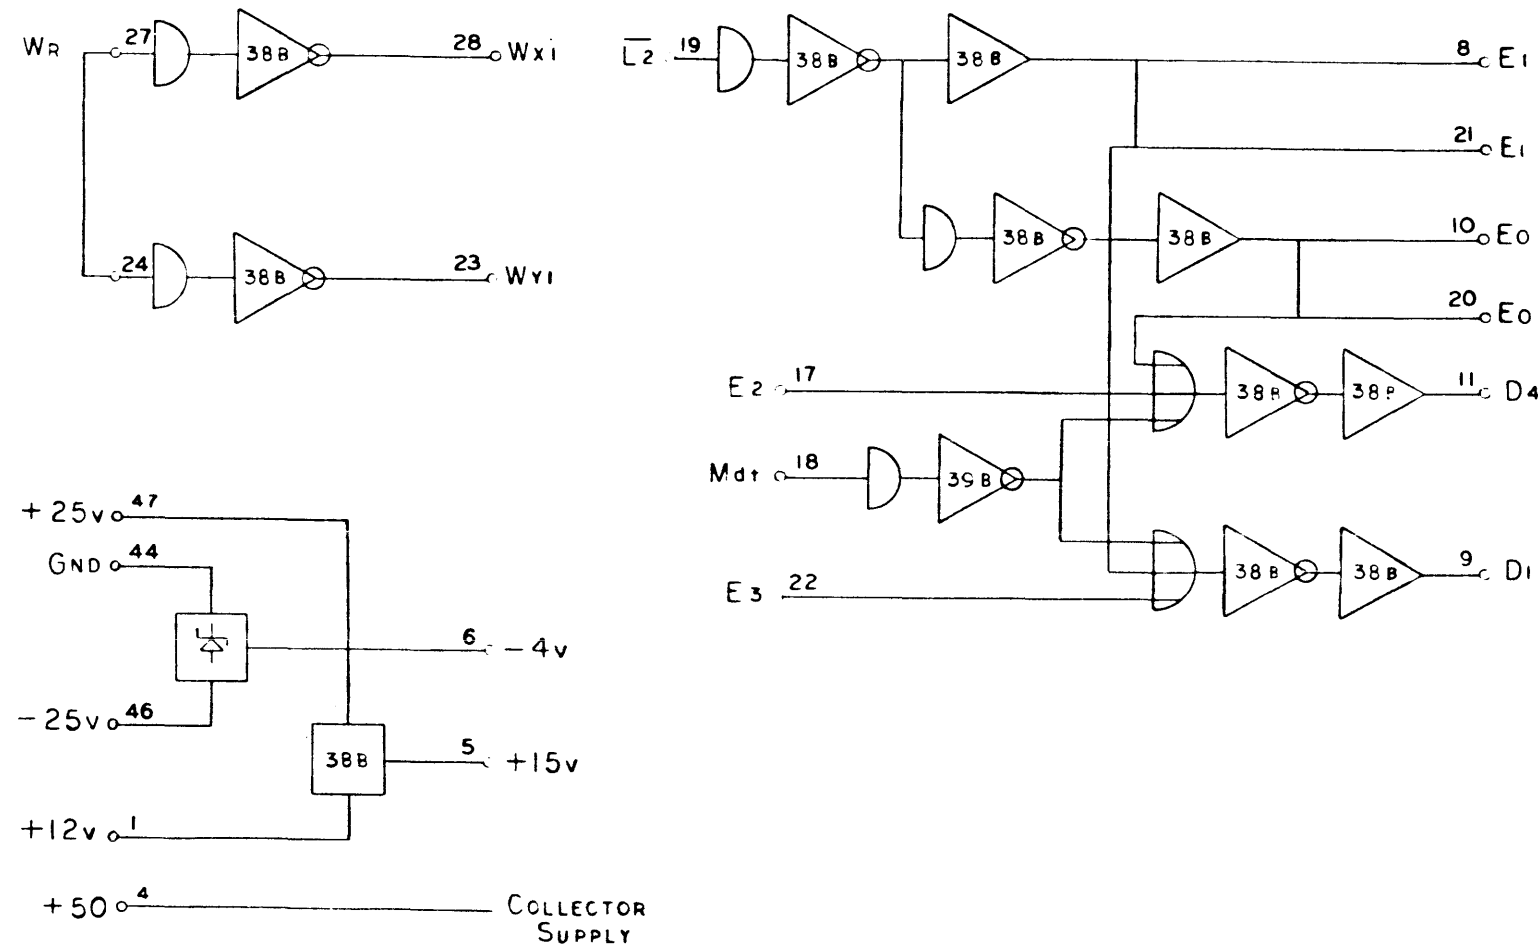 WR 27 38B 28 WXi
24 38B 23 WY1
L2 19 38B 38B 8 E1
21 E1
38B 38B 10 E0
20 E0
E2 17 38B 38P 11 D4
Mdt 18 39B
E3 22 38B 38B 9 D1
+25v 47
GND 44
6 -4v
-25v 46
38B 5 +15v
+12v 1
+50 4 COLLECTOR
SUPPLY